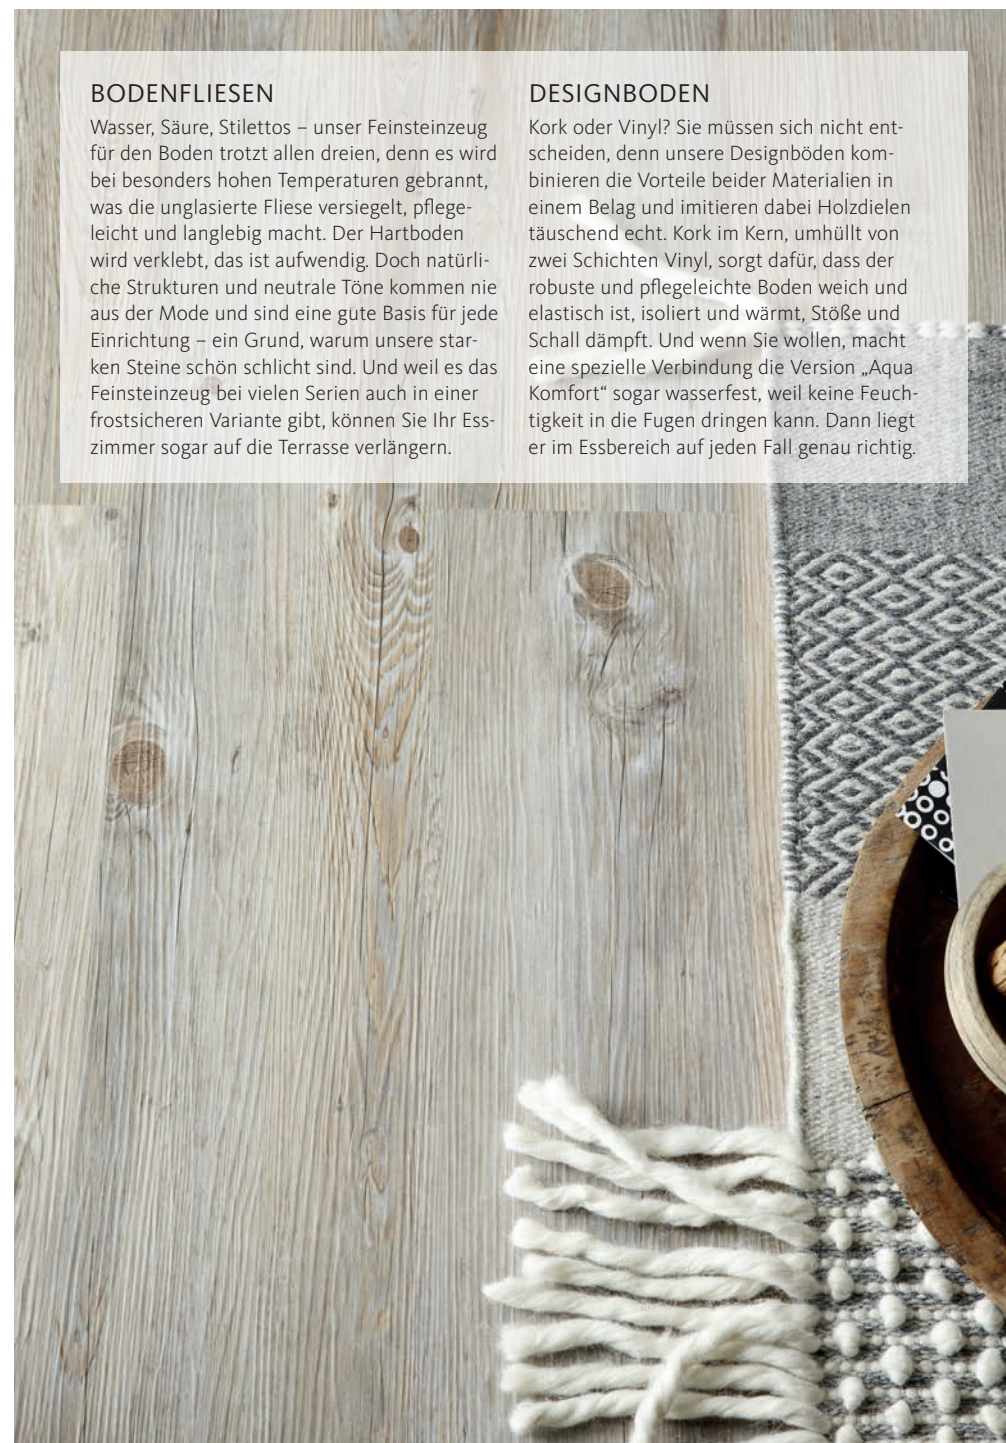 BODENFLIESEN
Wasser, Säure, Stilettos – unser Feinsteinzeug
für den Boden trotzt allen dreien, denn es wird
bei besonders hohen Temperaturen gebrannt,
was die unglasierte Fliese versiegelt, pflege-
leicht und langlebig macht. Der Hartboden
wird verklebt, das ist aufwendig. Doch natürli-
che Strukturen und neutrale Töne kommen nie
aus der Mode und sind eine gute Basis für jede
Einrichtung – ein Grund, warum unsere star-
ken Steine schön schlicht sind. Und weil es das
Feinsteinzeug bei vielen Serien auch in einer
frostsicheren Variante gibt, können Sie Ihr Ess-
zimmer sogar auf die Terrasse verlängern.
DESIGNBODEN
Kork oder Vinyl? Sie müssen sich nicht ent-
scheiden, denn unsere Designböden kom-
binieren die Vorteile beider Materialien in
einem Belag und imitieren dabei Holzdielen
täuschend echt. Kork im Kern, umhüllt von
zwei Schichten Vinyl, sorgt dafür, dass der
robuste und pflegeleichte Boden weich und
elastisch ist, isoliert und wärmt, Stöße und
Schall dämpft. Und wenn Sie wollen, macht
eine spezielle Verbindung die Version „Aqua
Komfort“ sogar wasserfest, weil keine Feuch-
tigkeit in die Fugen dringen kann. Dann liegt
er im Essbereich auf jeden Fall genau richtig.